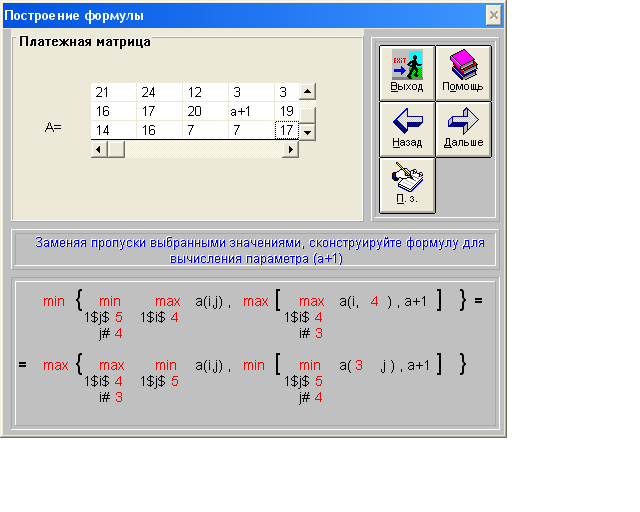 Построение формулы
Платежная матрица
21 24 12 3 3
16 17 20 a+1 19
A=
14 16 7 7 17
Выход Помощь
Назад Дальше
П. з.
Заменяя пропуски выбранными значениями, сконструируйте формулу для
вычисления параметра (a+1)
min { min max a(i,j) , max [ max a(i, 4 ) , a+1 ] } =
1$j$ 5 1$i$ 4 1$i$ 4
j# 4 i# 3
= max { max min a(i,j) , min [ min a( 3 j ) , a+1 ] }
1$i$ 4 1$j$ 5 1$j$ 5
i# 3 j# 4